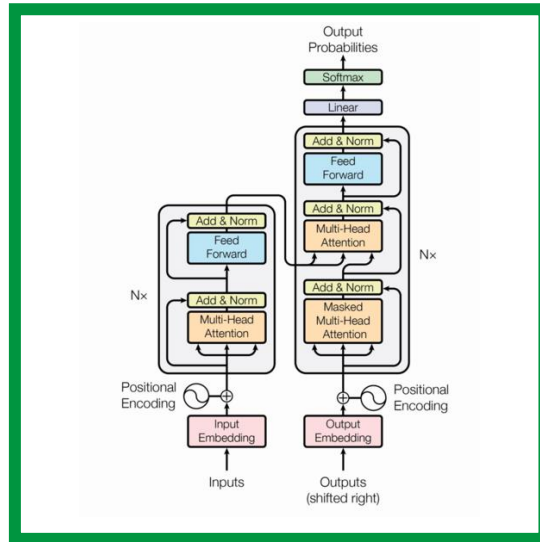 Output
Probabilities
Softmax
Linear
Add & Norm
Feed
Forward
Add & Norm
Multi-Head
Attention
Add & Norm
Masked
Multi-Head
Attention
Nx
Add & Norm
Feed
Forward
Nx
Add & Norm
Multi-Head
Attention
Positional
Encoding
Positional
Encoding
Input
Embedding
Output
Embedding
Inputs
Outputs
(shifted right)